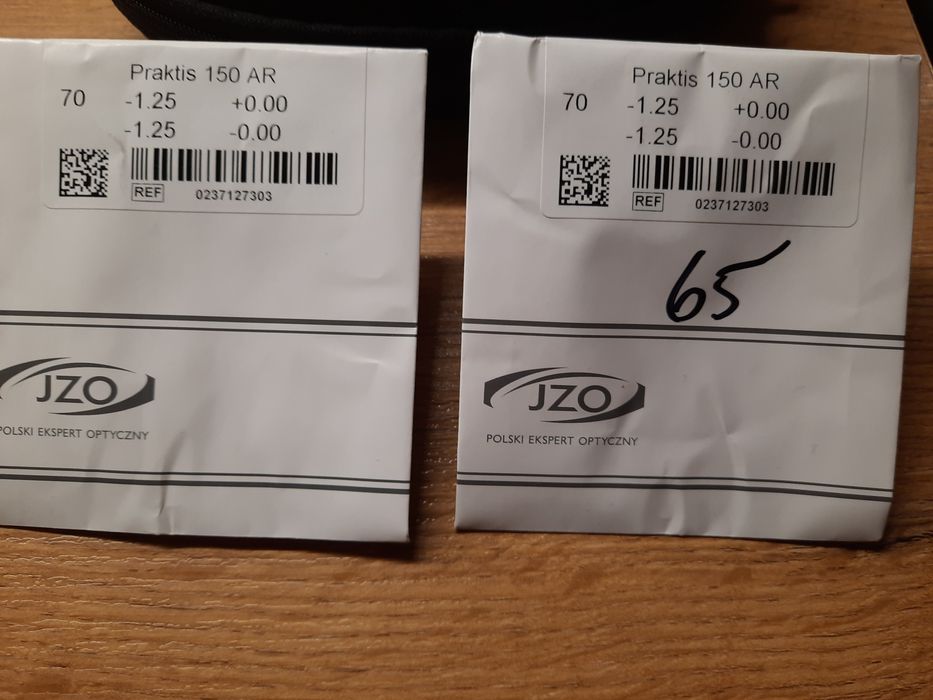 Praktis 150 AR
70 -1.25 +0.00
-1.25 -0.00
REF 0237127303
JZO
POLSKI EKSPERT OPTYCZNY
Praktis 150 AR
70 -1.25 +0.00
-1.25 -0.00
REF 0237127303
65
JZO
POLSKI EKSPERT OPTYCZNY